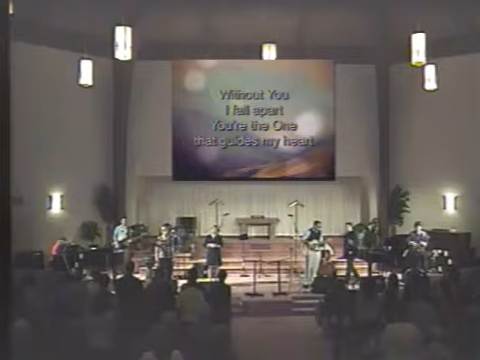 Without You
I fall apart
You're the One
that guides my heart